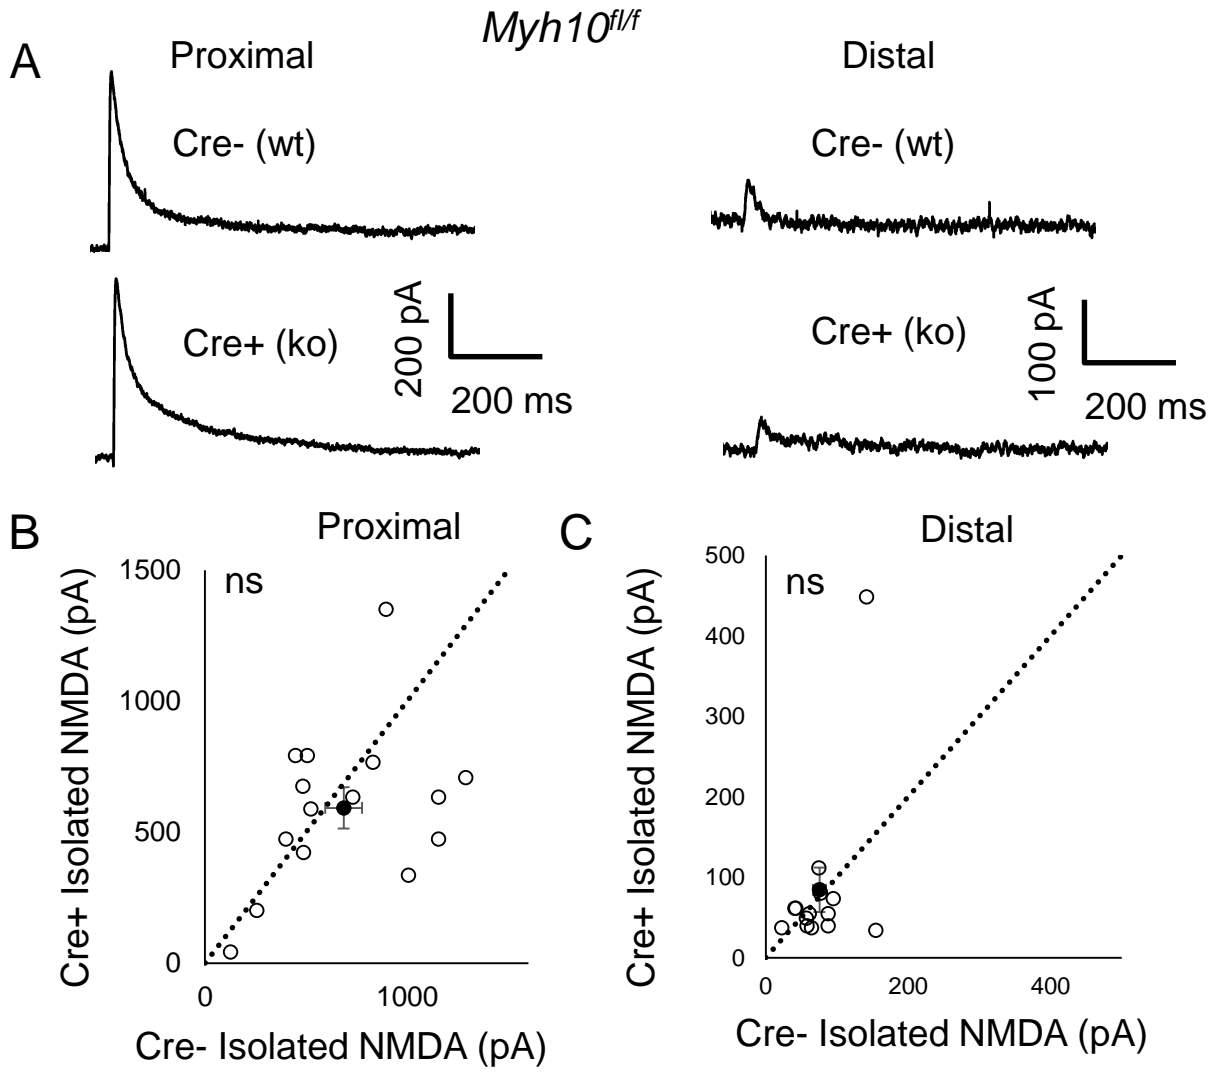 Myh10fl/f
A
Proximal
Distal
Cre- (wt)
Cre- (wt)
Cre+ (ko)
200 pA
200 ms
Cre+ (ko)
100 pA
200 ms
B
Proximal
ns
Cre+ Isolated NMDA (pA)
1500
1000
500
0
0
1000
Cre- Isolated NMDA (pA)
C
Distal
ns
Cre+ Isolated NMDA (pA)
500
400
300
200
100
0
0
200
400
Cre- Isolated NMDA (pA)